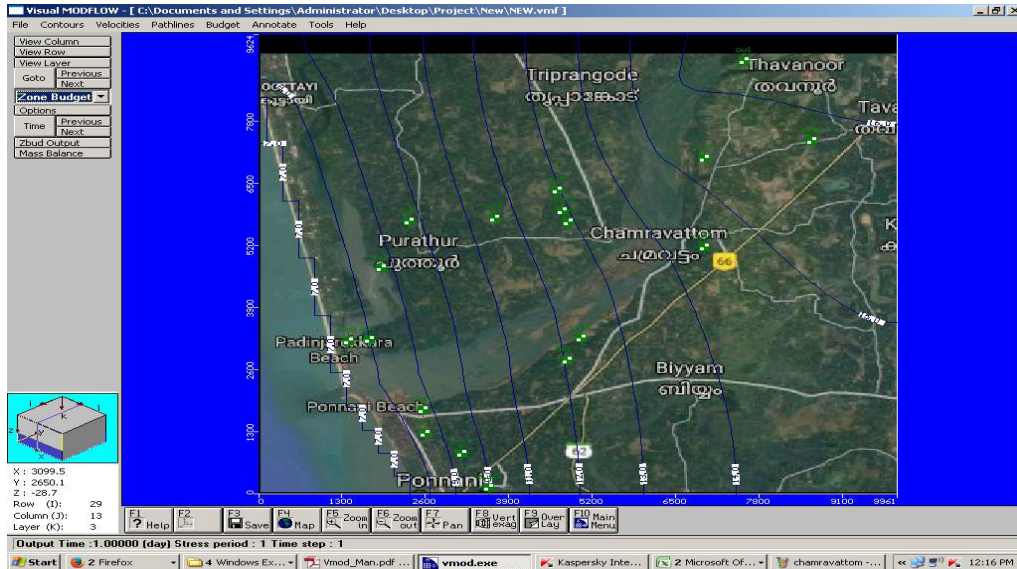 Visual MODFLOW - [ C:\Documents and Settings\Administrator\Desktop\Project\New\NEW.vmf ]
File Contours Velocities Pathlines Budget Annotate Tools Help
View Column
View Row
View Layer
Goto
Previous
Next
Zone Budget
Options
Time
Previous
Next
Zbud Output
Mass Balance
9624
7800
6500
5200
3900
2600
1300
0
Triprangode
തൃപ്രങ്ങോട്
Thavanoor
തവനൂർ
Tava
Purathur
പുറത്തൂർ
Chamravattom
ചമ്രവട്ടം
66
Padinjarekkara
Beach
Biyyam
ബിയ്യം
Ponnani Beach
62
Ponnani
0 1300 2600 3900 5200 6500 7800 9100 9961
X : 3099.5
Y : 2650.1
Z : -28.7
Row (I): 29
Column (J): 13
Layer (K): 3
F1 Help
F2
F3 Save
F4 Map
F5 Zoom in
F6 Zoom out
F7 Pan
F8 Vert exag
F9 Over Lay
F10 Main Menu
Output Time :1.00000 (day) Stress period : 1 Time step : 1
Start
2 Firefox
4 Windows Ex...
Vmod_Man.pdf ...
vmod.exe
Kaspersky Inte...
2 Microsoft Of...
chamravattom -...
12:16 PM